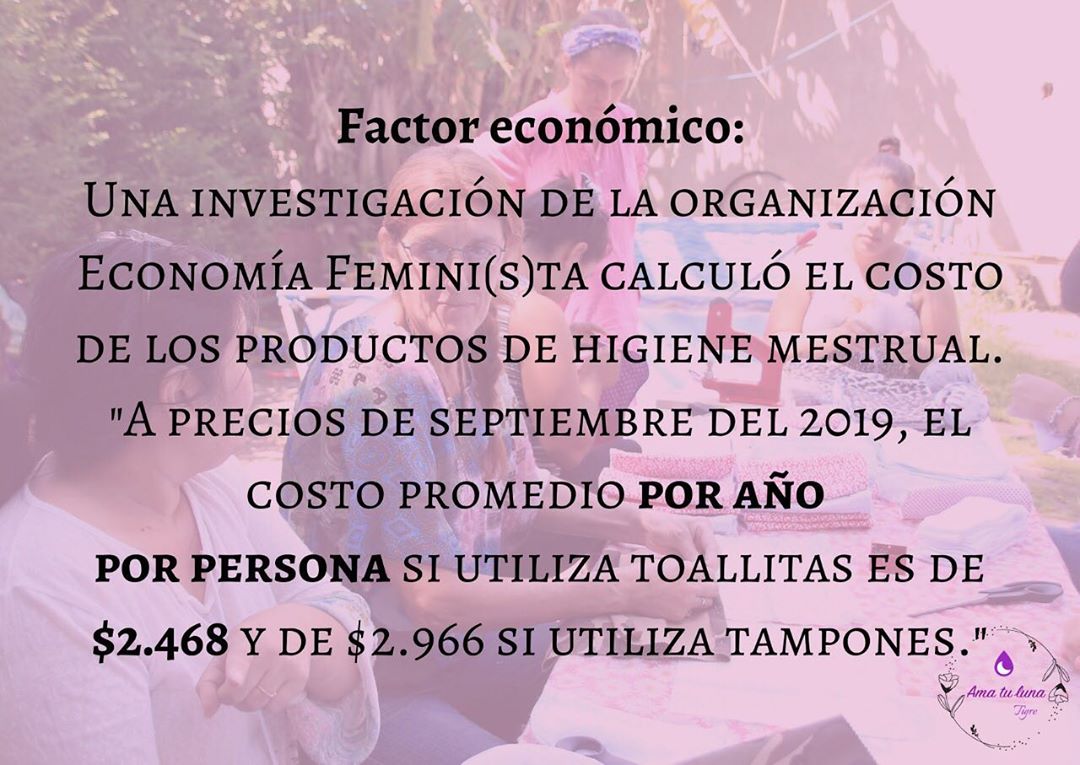 Factor económico:
Una investigación de la organización
Economía Femini(s)ta calculó el costo
de los productos de higiene mestrual.
"A precios de septiembre del 2019, el
costo promedio por año
por persona si utiliza toallitas es de
$2.468 y de $2.966 si utiliza tampones."
Ama tu luna
Tigre